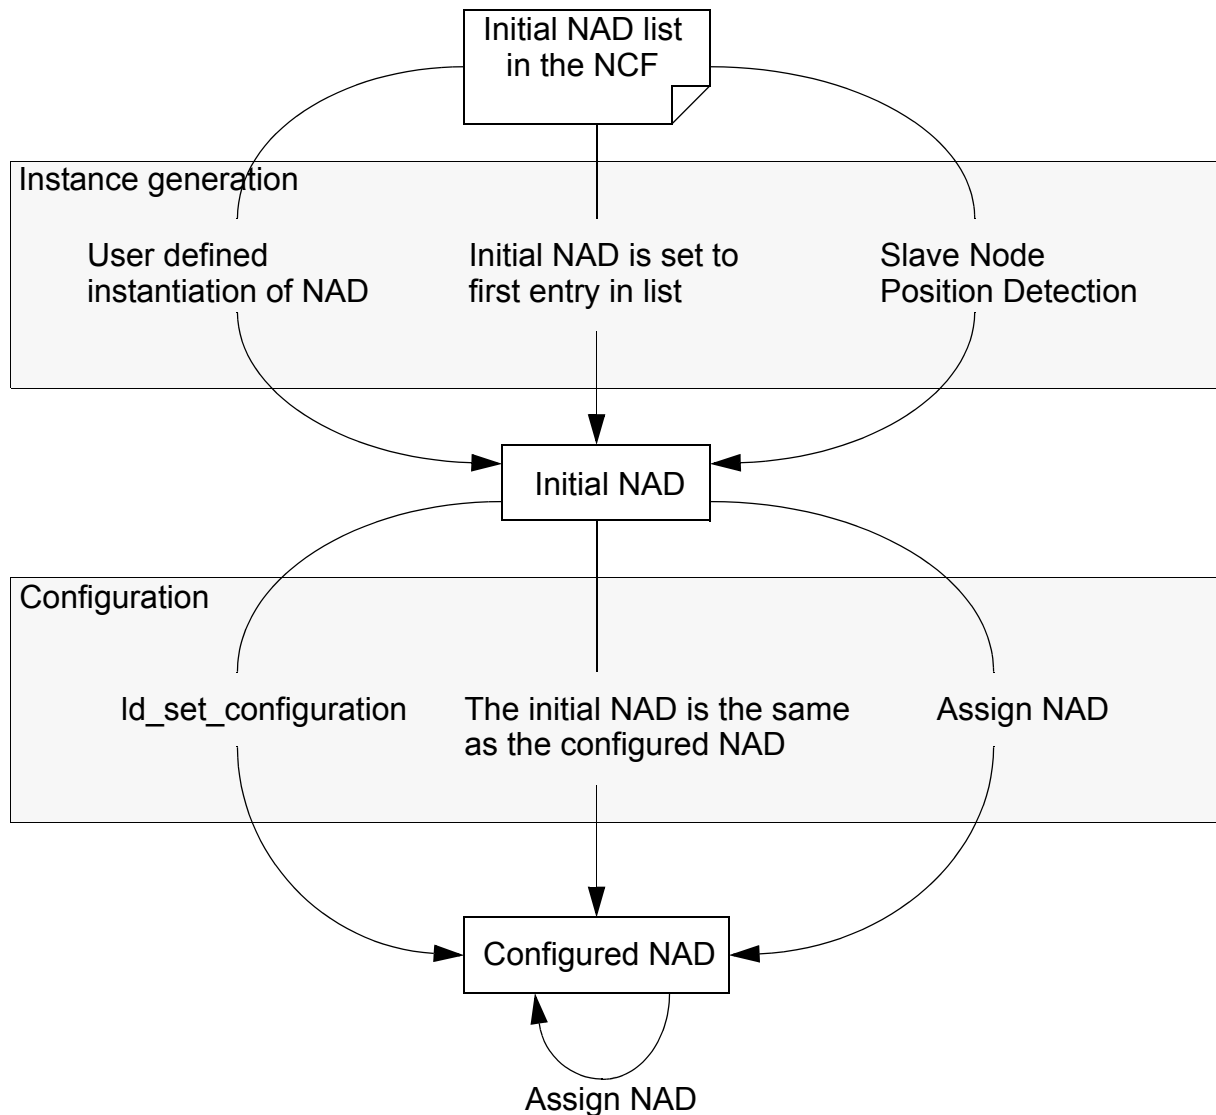 Initial NAD list
in the NCF
Instance generation
User defined
instantiation of NAD
Initial NAD is set to
first entry in list
Slave Node
Position Detection
Initial NAD
Configuration
ld_set_configuration
The initial NAD is the same
as the configured NAD
Assign NAD
Configured NAD
Assign NAD